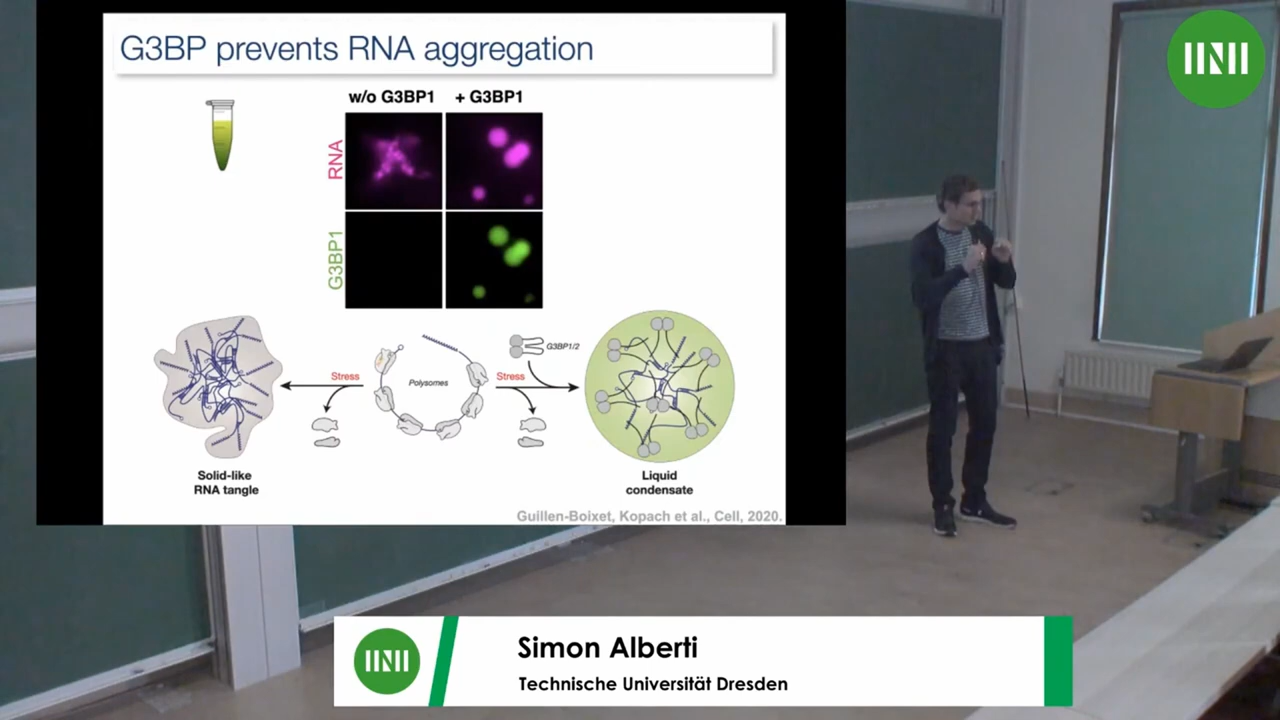 G3BP prevents RNA aggregation
w/o G3BP1
+ G3BP1
RNA
G3BP1
Stress
Polysomes
Stress
G3BP1/2
Solid-like
RNA tangle
Liquid
condensate
Guillen-Boixet, Kopach et al., Cell, 2020.
Simon Alberti
Technische Universität Dresden